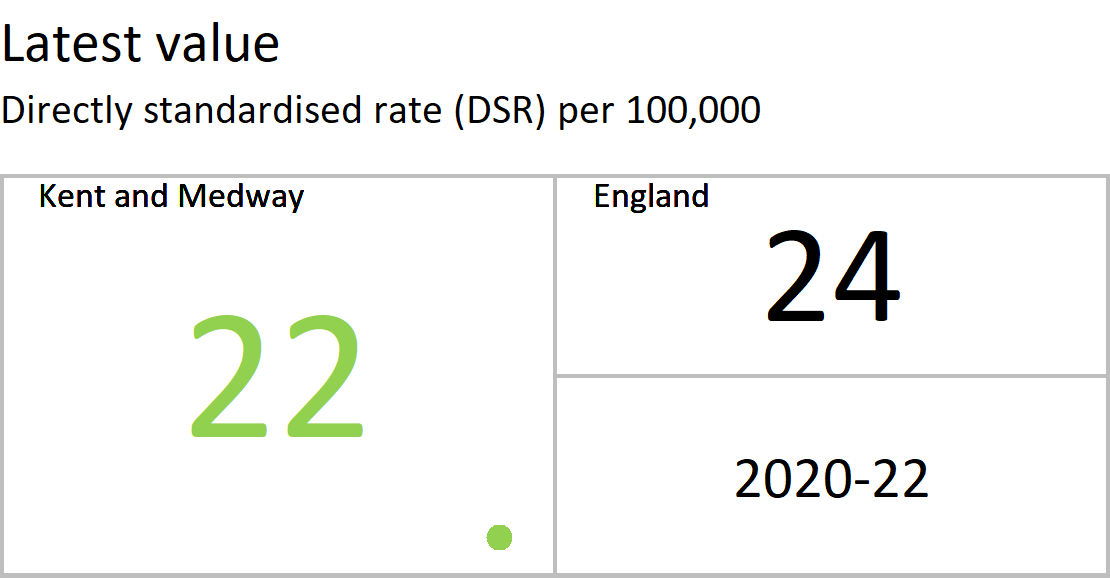 Latest value
Directly standardised rate (DSR) per 100,000
Kent and Medway
22
England
24
2020-22